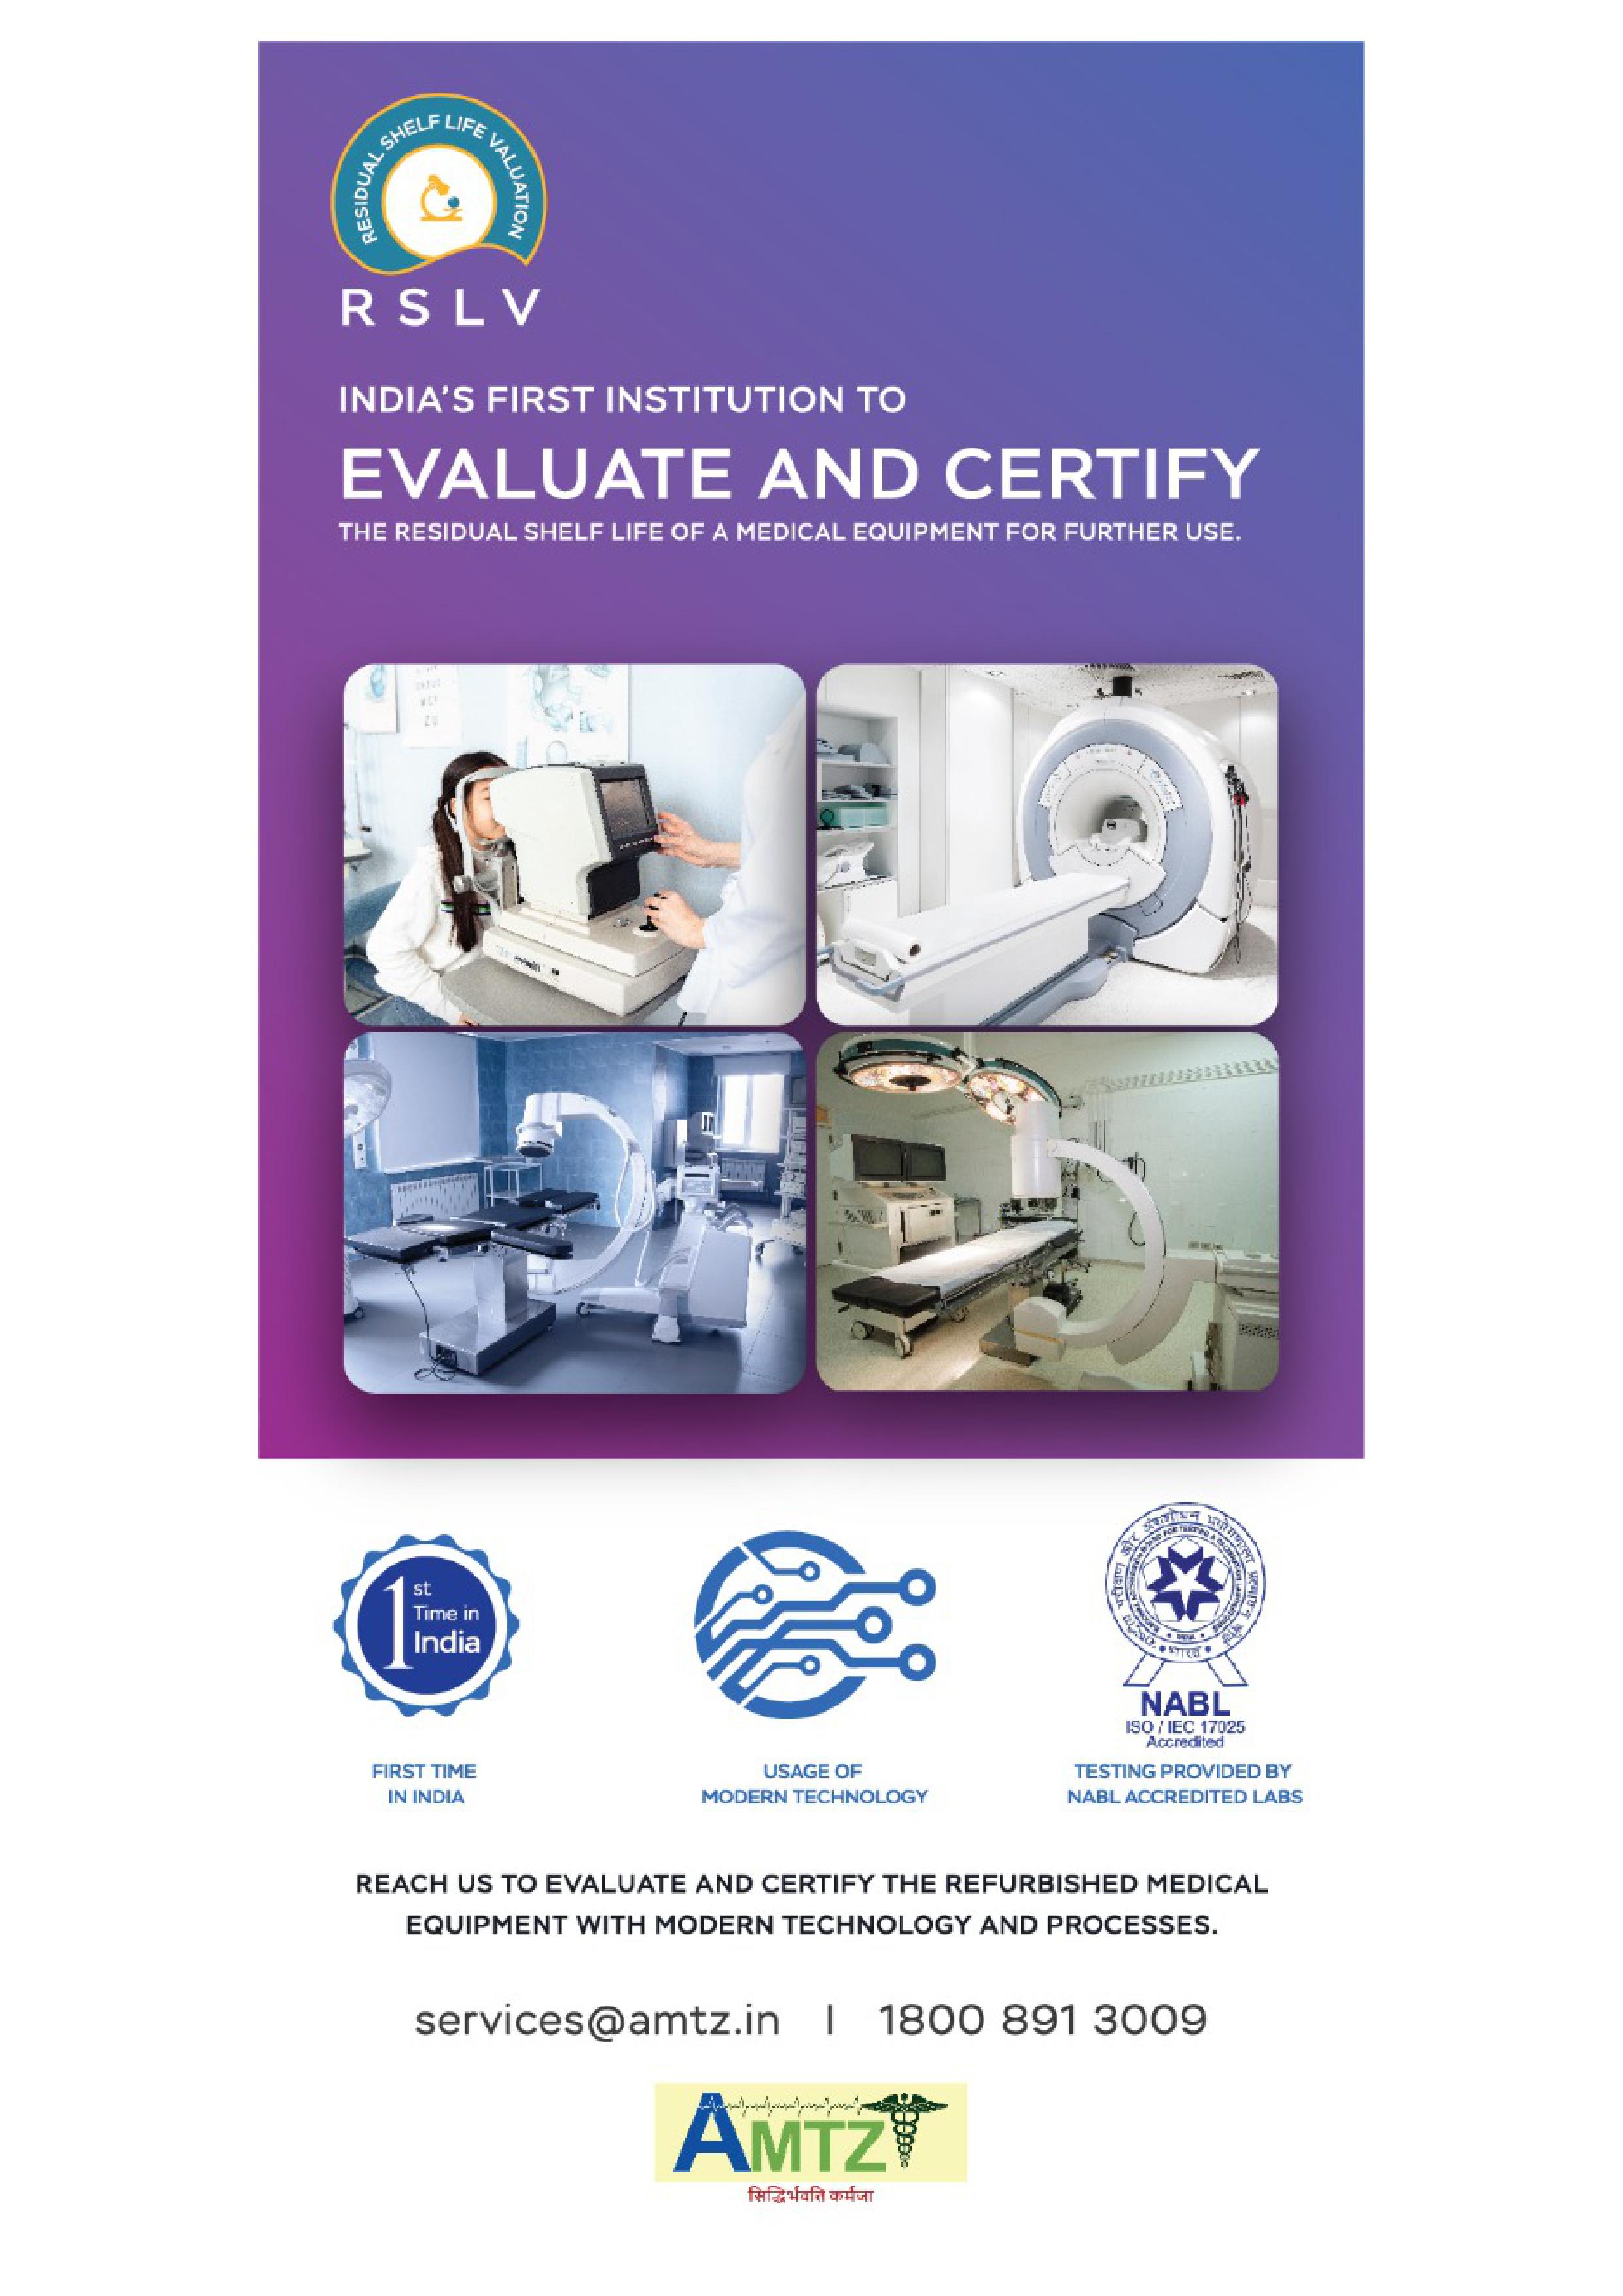 RESIDUAL SHELF LIFE VALUATION
RSLV
INDIA'S FIRST INSTITUTION TO
EVALUATE AND CERTIFY
THE RESIDUAL SHELF LIFE OF A MEDICAL EQUIPMENT FOR FURTHER USE.
1st
Time in
India
FIRST TIME
IN INDIA
USAGE OF
MODERN TECHNOLOGY
NABL
ISO / IEC 17025
Accredited
TESTING PROVIDED BY
NABL ACCREDITED LABS
REACH US TO EVALUATE AND CERTIFY THE REFURBISHED MEDICAL
EQUIPMENT WITH MODERN TECHNOLOGY AND PROCESSES.
services@amtz.in | 1800 891 3009
AMTZ
सिद्धिर्भवति कर्मजा